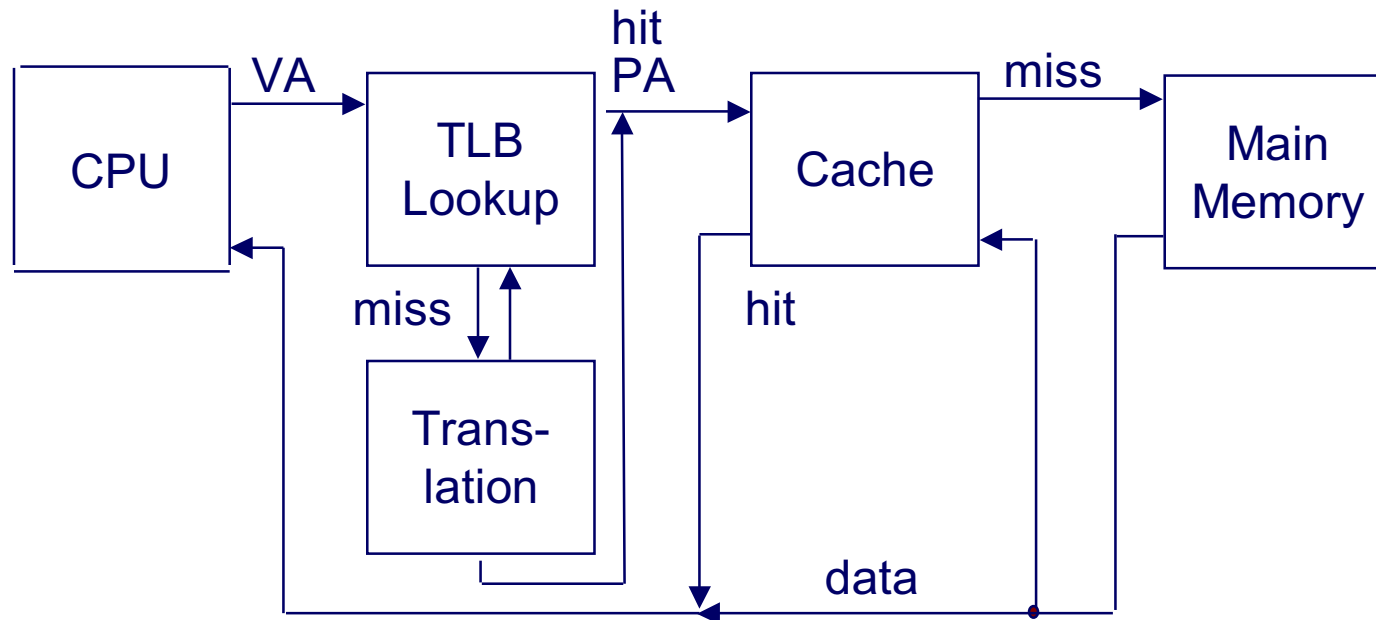 CPU
VA
TLB
Lookup
hit
PA
Cache
miss
Main
Memory
miss
hit
Trans-
lation
data